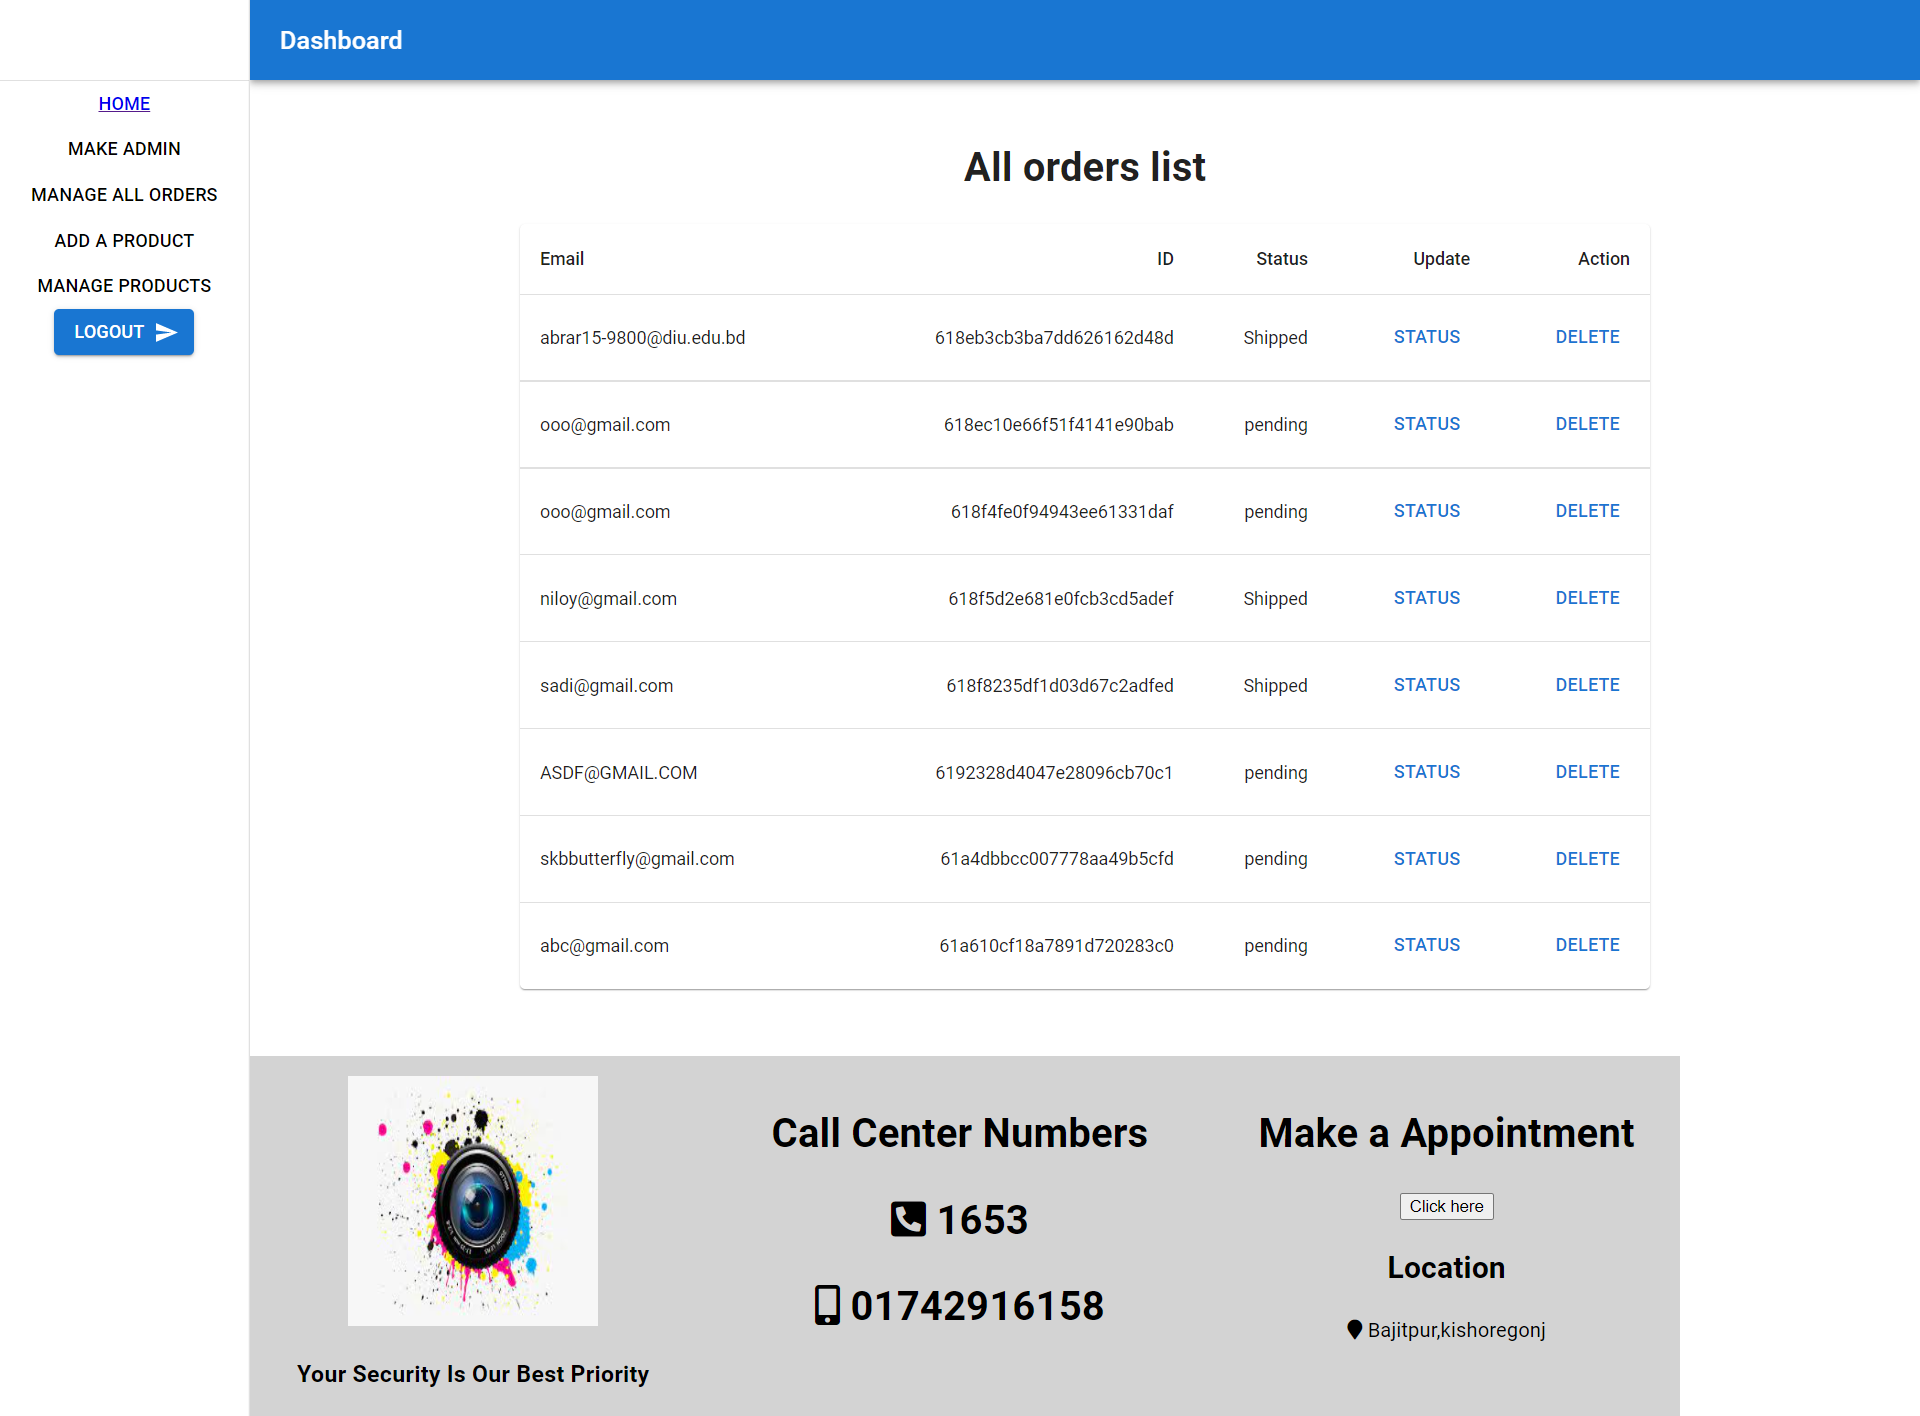 Dashboard
HOME
MAKE ADMIN
MANAGE ALL ORDERS
ADD A PRODUCT
MANAGE PRODUCTS
LOGOUT
All orders list
Email ID Status Update Action
abrar15-9800@diu.edu.bd 618eb3cb3ba7dd626162d48d Shipped STATUS DELETE
ooo@gmail.com 618ec10e66f51f4141e90bab pending STATUS DELETE
ooo@gmail.com 618f4fe0f94943ee61331daf pending STATUS DELETE
niloy@gmail.com 618f5d2e681e0fcb3cd5adef Shipped STATUS DELETE
sadi@gmail.com 618f8235df1d03d67c2adfed Shipped STATUS DELETE
ASDF@GMAIL.COM 6192328d4047e28096cb70c1 pending STATUS DELETE
skbbutterfly@gmail.com 61a4dbbcc007778aa49b5cfd pending STATUS DELETE
abc@gmail.com 61a610cf18a7891d720283c0 pending STATUS DELETE
Your Security Is Our Best Priority
Call Center Numbers
1653
01742916158
Make a Appointment
Click here
Location
Bajitpur,kishoregonj